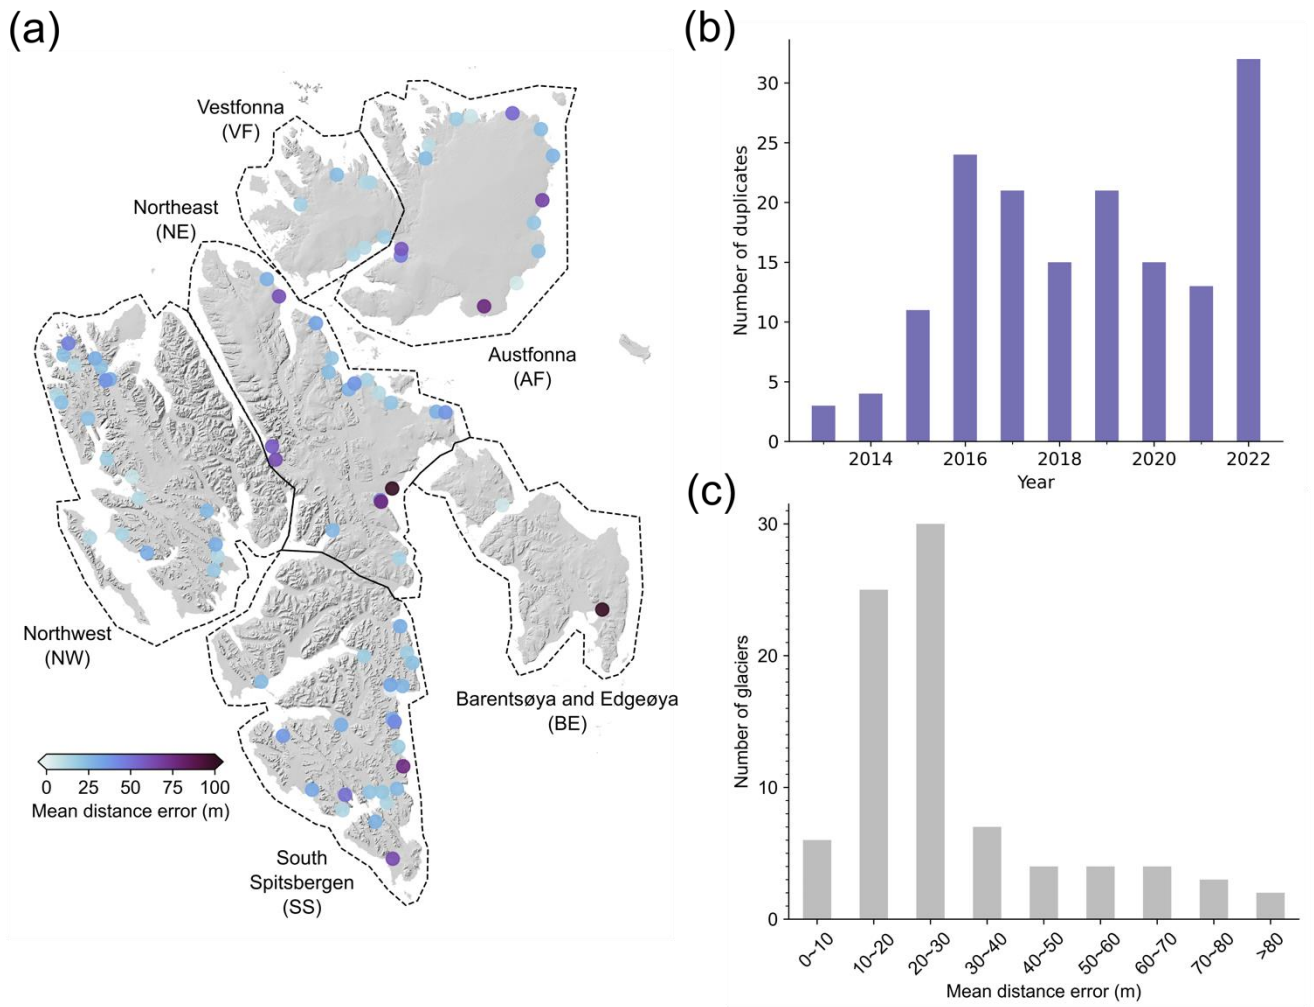 (a)
Vestfonna
(VF)
Northeast
(NE)
Austfonna
(AF)
Northwest
(NW)
Barentsøya and Edgeøya
(BE)
0 25 50 75 100
Mean distance error (m)
South
Spitsbergen
(SS)
(b)
Number of duplicates
30
25
20
15
10
5
0
2014 2016 2018 2020 2022
Year
(c)
Number of glaciers
30
20
10
0
0~10 10~20 20~30 30~40 40~50 50~60 60~70 70~80 >80
Mean distance error (m)